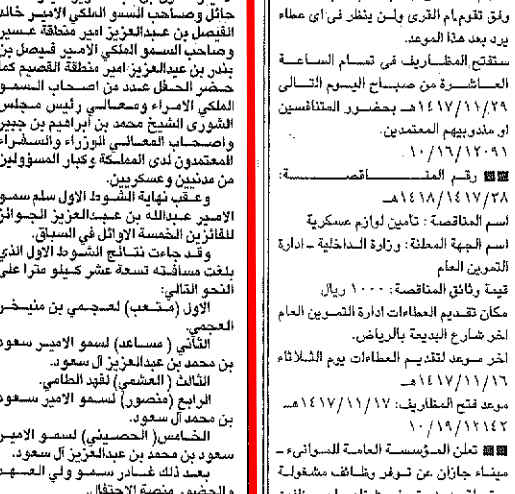 وفق تقويم ام القرى ولن ينظر فى اى عطاء
يرد بعد هذا الموعد.
ستفتح المظاريف فى تمام الساعة
العاشرة من صباح اليوم التالى
١٤١٧/١١/٢٩هـ بحضور المتنافسين
او مندوبيهم المعتمدين.
١٠/١٦/١٢٠٩١
رقم المناقصة:
١٤١٨/١٤١٧/٣٨هـ
اسم المناقصة: تأمين لوازم عسكرية
اسم الجهة المعلنة: وزارة الداخلية - ادارة
التموين العام
قيمة وثائق المناقصة: ١٠٠٠ ريال
مكان تقديم العطاءات ادارة التموين العام
اخر شارع البديعة بالرياض.
اخر موعد لتقديم العطاءات يوم الثلاثاء
١٤١٧/١١/١٦هـ
موعد فتح المظاريف: ١٤١٧/١١/١٧هـ
١٠/١٩/١٢١٤٢
تعلن المؤسسة العامة للموانىء -
ميناء جازان عن توفر وظائف مشغولة
جائل وصاحب السمو الملكي الامير خالد
الفيصل بن عبدالعزيز امير منطقة عسير
وصاحب السمو الملكي الامير فيصل بن
بندر بن عبدالعزيز امير منطقة القصيم كما
حضر الحفل عدد من اصحاب السمو
الملكي الامراء ومعالي رئيس مجلس
الشورى الشيخ محمد بن ابراهيم بن جبير
واصحاب المعالي الوزراء والسفراء
المعتمدون لدى المملكة وكبار المسؤولين
من مدنيين وعسكريين.
وعقب نهاية الشوط الاول سلم سمو
الامير عبدالله بن عبدالعزيز الجوائز
للفائزين الخمسة الاوائل في السباق.
وقد جاءت نتائج الشوط الاول الذي
بلغت مسافته تسعة عشر كيلو مترا على
النحو التالي:
الاول (متعب) لعجمي بن منيخر
العجمي.
الثاني (مساعد) لسمو الامير سعود
بن محمد بن عبدالعزيز آل سعود.
الثالث (العشمي) لفهد الطامي.
الرابع (منصور) لسمو الامير سعود
بن محمد آل سعود.
الخامس (الحصيني) لسمو الامير
سعود بن محمد بن عبدالعزيز آل سعود.
بعد ذلك غادر سمو ولي العهد
والحضور منصة الاحتفال.